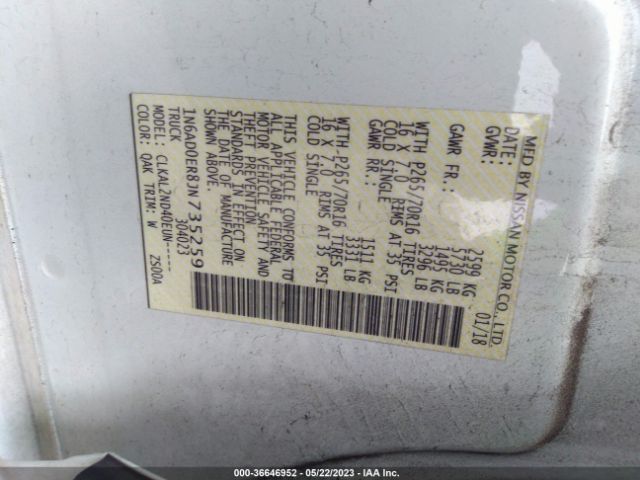 MFD BY NISSAN MOTOR CO., LTD.
DATE: 01/18
GVWR: 2599 KG
5730 LB
GAWR FR.: 1495 KG
3296 LB
WITH P265/70R16 TIRES
16 X 7.0 RIMS AT 35 PSI
COLD SINGLE
GAWR RR.: 1511 KG
3331 LB
WITH P265/70R16 TIRES
16 X 7.0 RIMS AT 35 PSI
COLD SINGLE
THIS VEHICLE CONFORMS TO
ALL APPLICABLE FEDERAL
MOTOR VEHICLE SAFETY AND
THEFT PREVENTION
STANDARDS IN EFFECT ON
THE DATE OF MANUFACTURE
SHOWN ABOVE.
1N6AD0ER8JN735259
TRUCK 304023
MODEL: CLKALZND40EUN----
COLOR: QAK TRIM: W Z500A
000-36646952 - 05/22/2023 - IAA Inc.